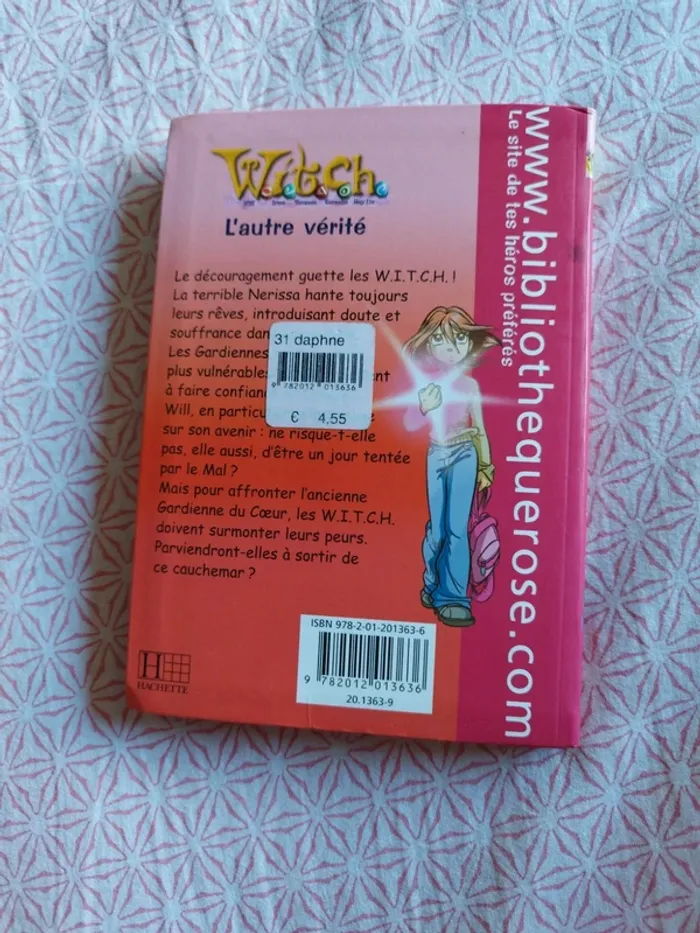 W.i.t.c.h.
L'autre vérité
Le découragement guette les W.I.T.C.H. !
La terrible Nerissa hante toujours
leurs rêves, introduisant doute et
souffrance dan
Les Gardiennes
plus vulnérable
à faire confian
Will, en particu
sur son avenir : ne risque-t-elle
pas, elle aussi, d'être un jour tentée
par le Mal ?
Mais pour affronter l'ancienne
Gardienne du Cœur, les W.I.T.C.H.
doivent surmonter leurs peurs.
Parviendront-elles à sortir de
ce cauchemar ?
31 daphne
9 782012 013636
€ 4,55
www.bibliothequerose.com
Le site de tes héros préférés
HACHETTE
ISBN 978-2-01-201363-6
9 782012 013636
20.1363-9